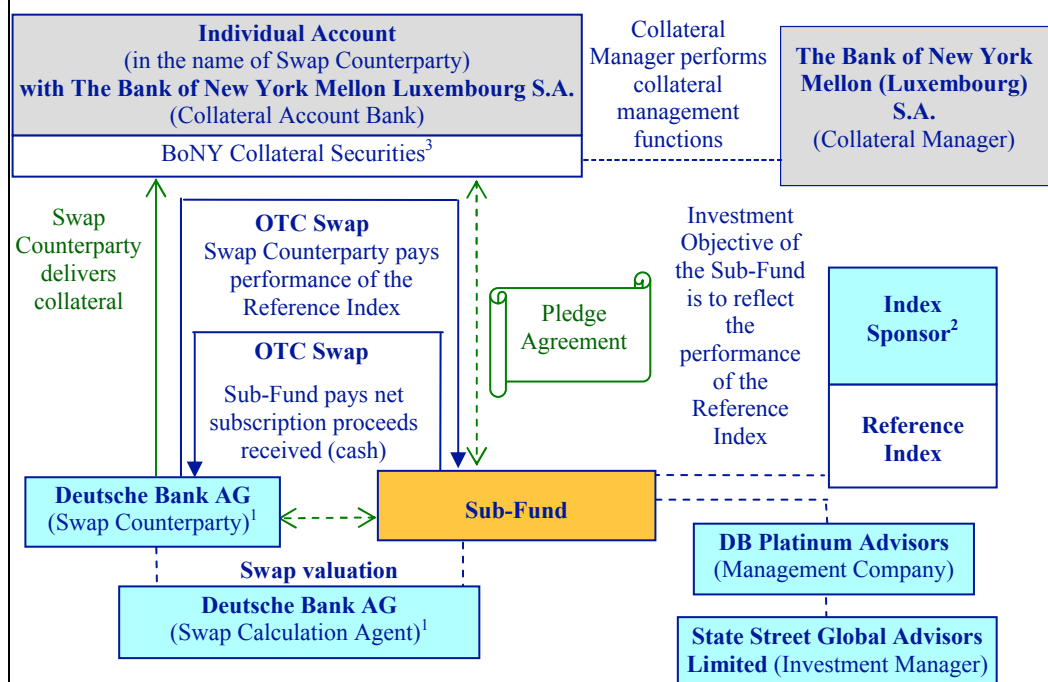 Individual Account
(in the name of Swap Counterparty)
with The Bank of New York Mellon Luxembourg S.A.
(Collateral Account Bank)
BoNY Collateral Securities³
Collateral
Manager performs
collateral
management
functions
The Bank of New York
Mellon (Luxembourg)
S.A.
(Collateral Manager)
Swap
Counterparty
delivers
collateral
OTC Swap
Swap Counterparty pays
performance of the
Reference Index
OTC Swap
Sub-Fund pays net
subscription proceeds
received (cash)
Pledge
Agreement
Investment
Objective of
the Sub-Fund
is to reflect
the
performance
of the
Reference
Index
Index
Sponsor²
Reference
Index
Deutsche Bank AG
(Swap Counterparty)¹
Sub-Fund
Swap valuation
Deutsche Bank AG
(Swap Calculation Agent)¹
DB Platinum Advisors
(Management Company)
State Street Global Advisors
Limited (Investment Manager)